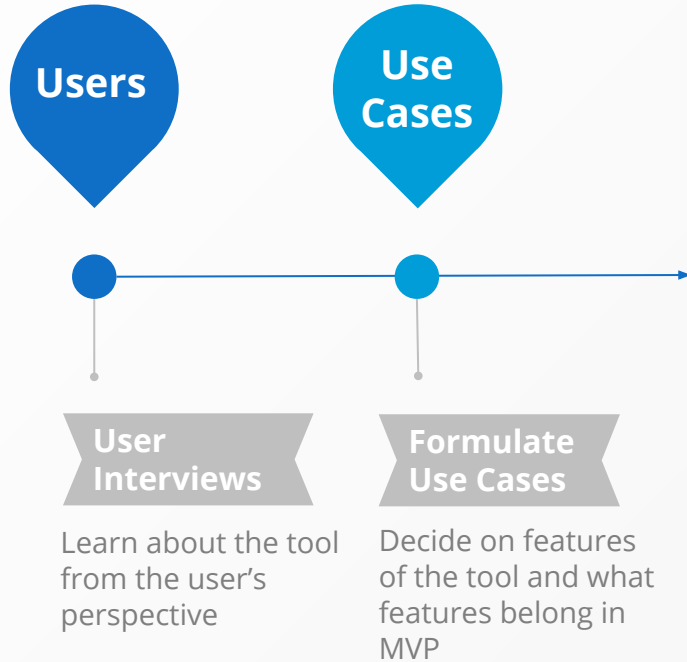 Users
Use
Cases
User
Interviews
Learn about the tool
from the user’s
perspective
Formulate
Use Cases
Decide on features
of the tool and what
features belong in
MVP